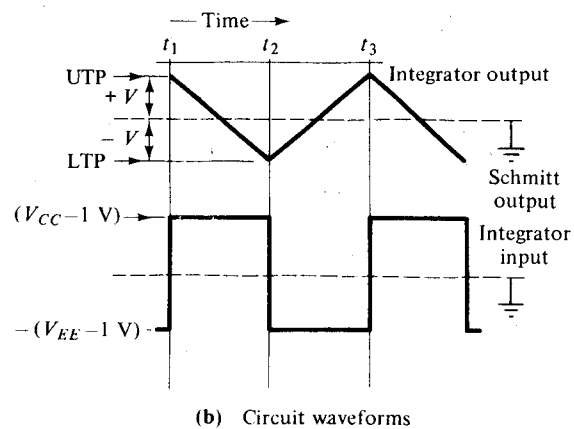 Time
t1 t2 t3
UTP
Integrator output
+ V
− V
LTP
Schmitt
output
(VCC−1 V)
Integrator
input
−(VEE−1 V)
(b) Circuit waveforms